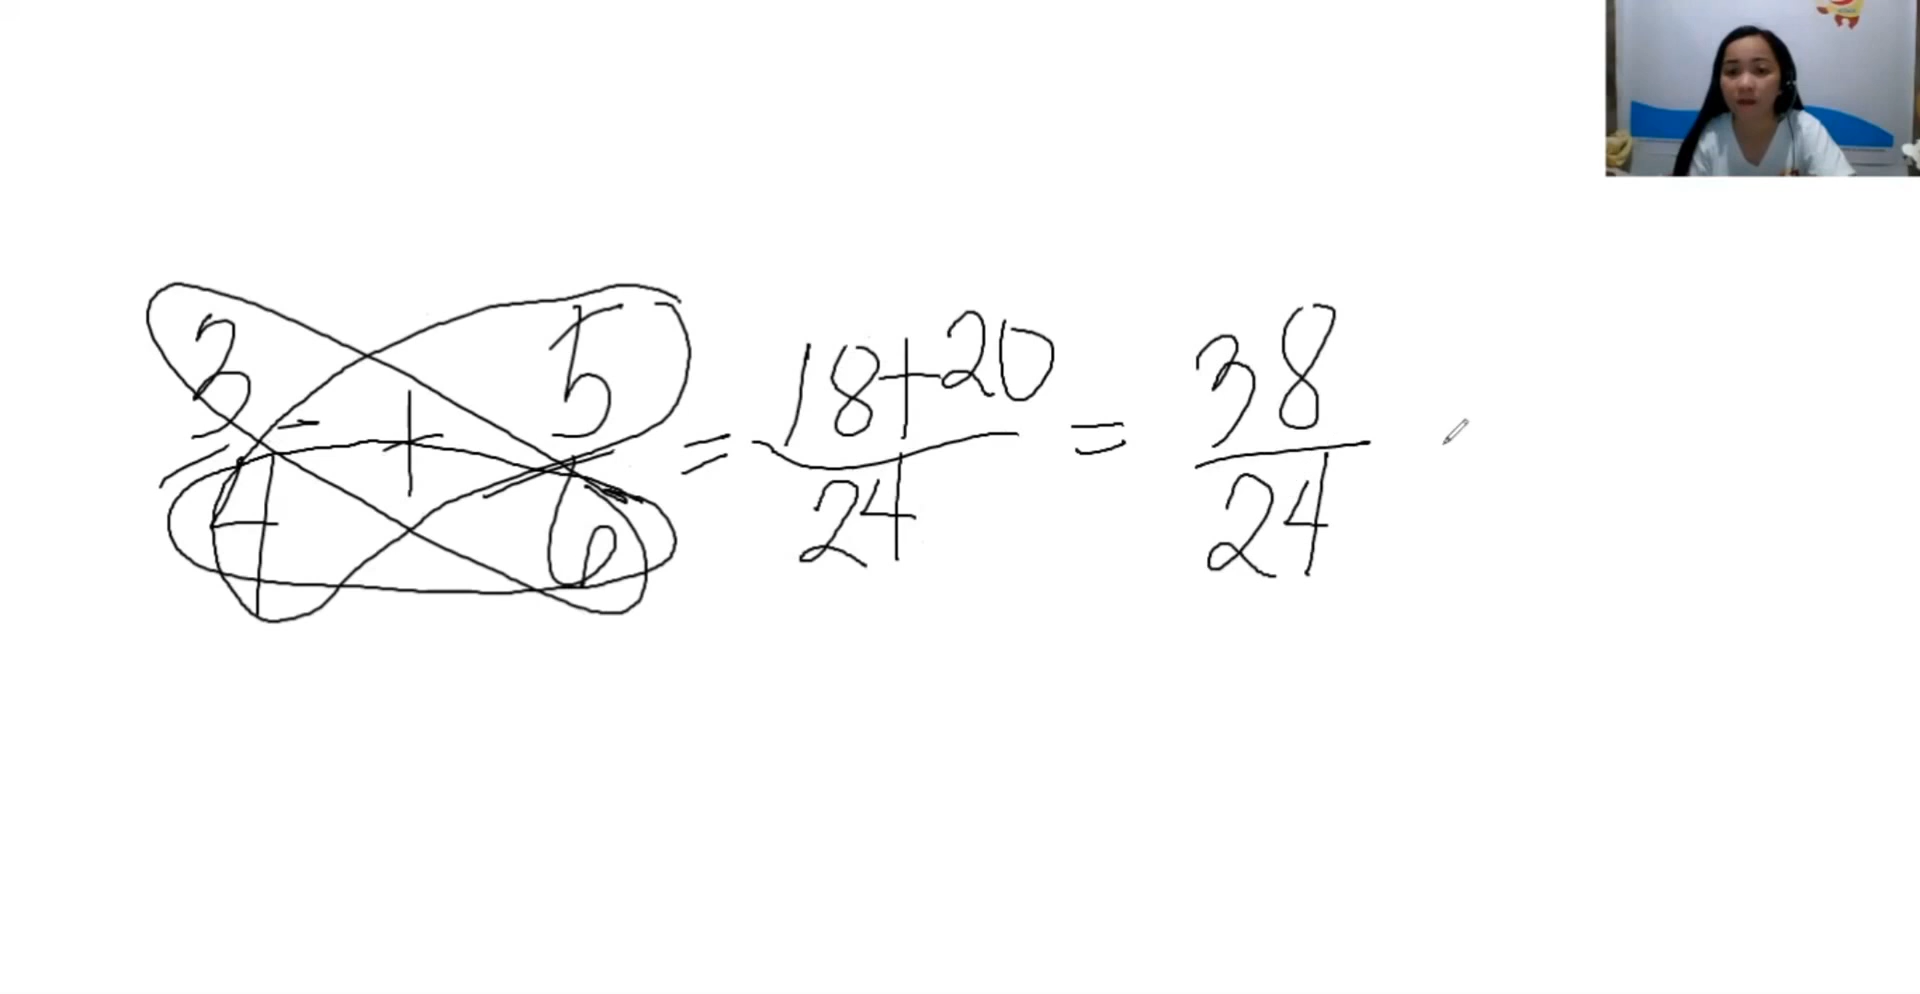 3/4 + 5/6 = 18+20/24 = 38/24